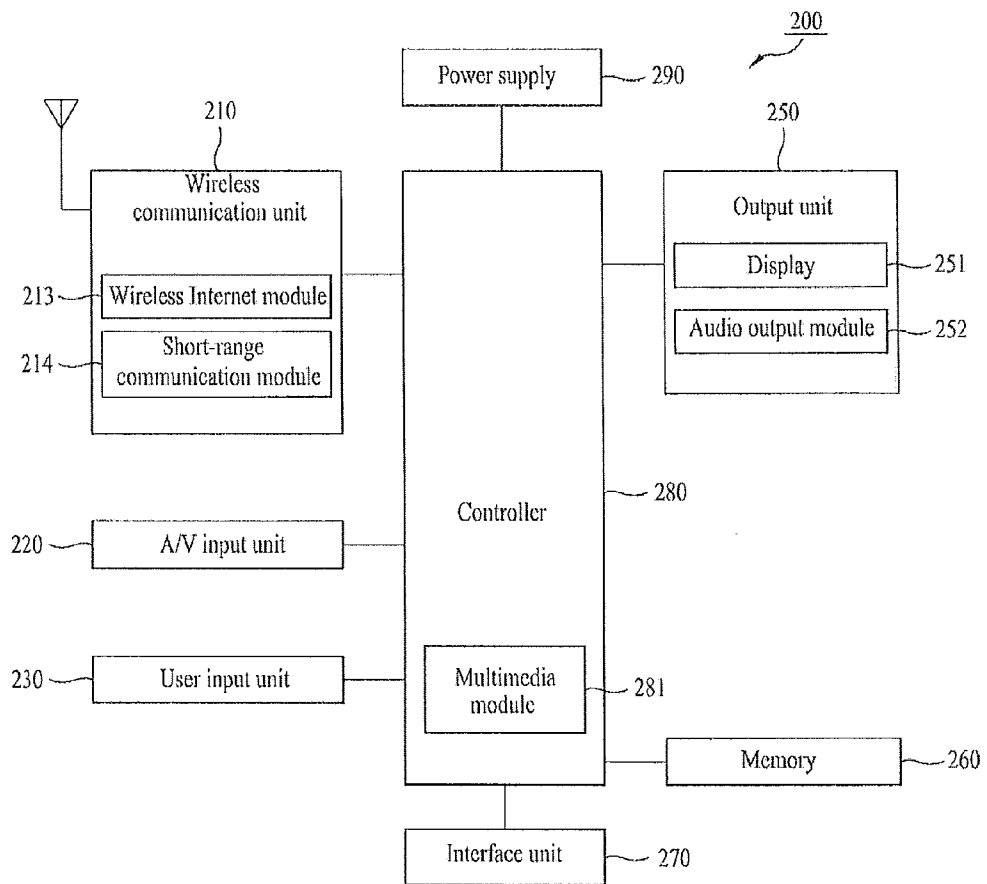 200
Power supply
290
210
250
Wireless
communication unit
Output unit
Display
251
213
Wireless Internet module
Audio output module
252
214
Short-range
communication module
Controller
280
220
A/V input unit
230
User input unit
Multimedia
module
281
Memory
260
Interface unit
270